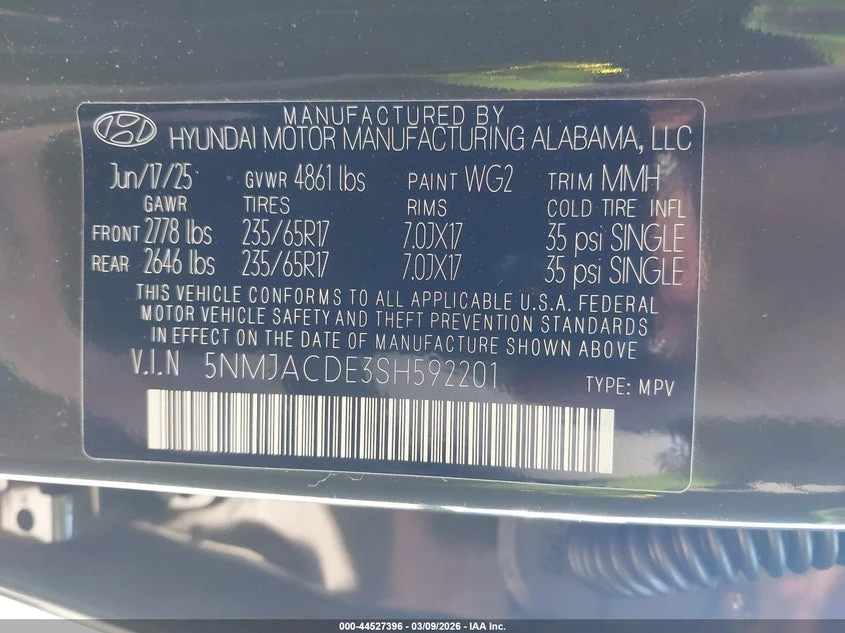 MANUFACTURED BY
HYUNDAI MOTOR MANUFACTURING ALABAMA, LLC
Jun/17/25 GVWR 4861 lbs PAINT WG2 TRIM MMH
GAWR TIRES RIMS COLD TIRE INFL
FRONT 2778 lbs 235/65R17 7.0JX17 35 psi SINGLE
REAR 2646 lbs 235/65R17 7.0JX17 35 psi SINGLE
THIS VEHICLE CONFORMS TO ALL APPLICABLE U.S.A. FEDERAL
MOTOR VEHICLE SAFETY AND THEFT PREVENTION STANDARDS
IN EFFECT ON THE DATE OF MANUFACTURE SHOWN ABOVE
V.I.N 5NMJACDE3SH592201 TYPE: MPV
000-44527396 - 03/09/2026 - IAA Inc.